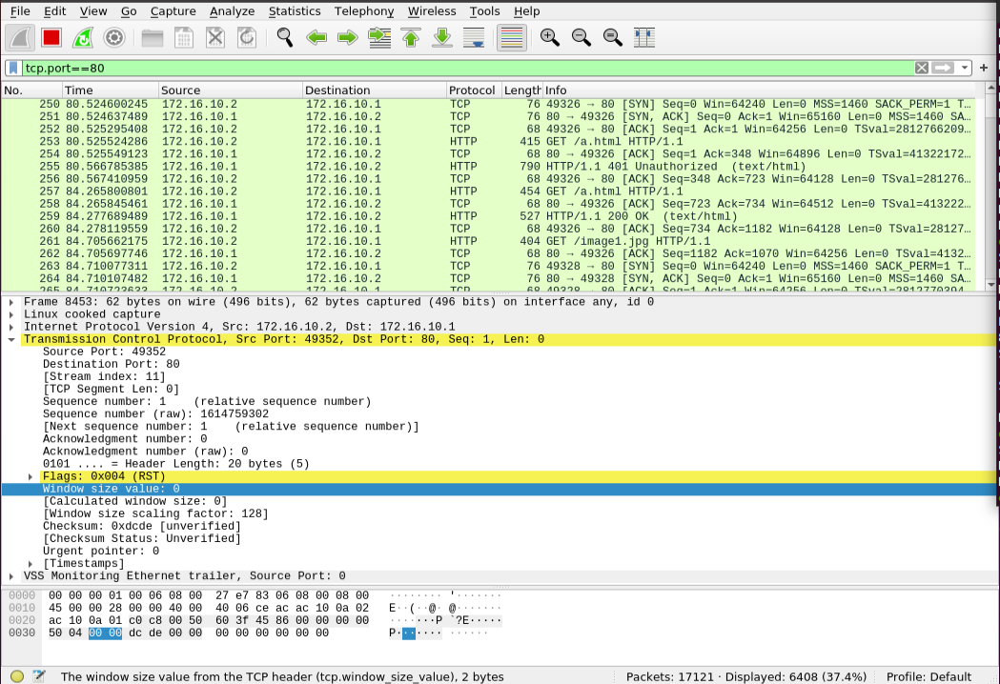 File Edit View Go Capture Analyze Statistics Telephony Wireless Tools Help
tcp.port==80
No. Time Source Destination Protocol Length Info
250 80.524600245 172.16.10.2 172.16.10.1 TCP 76 49326 → 80 [SYN] Seq=0 Win=64240 Len=0 MSS=1460 SACK_PERM=1 T…
251 80.524637489 172.16.10.1 172.16.10.2 TCP 76 80 → 49326 [SYN, ACK] Seq=0 Ack=1 Win=65160 Len=0 MSS=1460 SA…
252 80.525295408 172.16.10.2 172.16.10.1 TCP 68 49326 → 80 [ACK] Seq=1 Ack=1 Win=64256 Len=0 TSval=2812766209…
253 80.525524286 172.16.10.2 172.16.10.1 HTTP 415 GET /a.html HTTP/1.1
254 80.525549123 172.16.10.1 172.16.10.2 TCP 68 80 → 49326 [ACK] Seq=1 Ack=348 Win=64896 Len=0 TSval=41322172…
255 80.566785385 172.16.10.1 172.16.10.2 HTTP 790 HTTP/1.1 401 Unauthorized (text/html)
256 80.567410959 172.16.10.2 172.16.10.1 TCP 68 49326 → 80 [ACK] Seq=348 Ack=723 Win=64128 Len=0 TSval=281276…
257 84.265800801 172.16.10.2 172.16.10.1 HTTP 454 GET /a.html HTTP/1.1
258 84.265845461 172.16.10.1 172.16.10.2 TCP 68 80 → 49326 [ACK] Seq=723 Ack=734 Win=64512 Len=0 TSval=413222…
259 84.277689489 172.16.10.1 172.16.10.2 HTTP 527 HTTP/1.1 200 OK (text/html)
260 84.278119559 172.16.10.2 172.16.10.1 TCP 68 49326 → 80 [ACK] Seq=734 Ack=1182 Win=64128 Len=0 TSval=28127…
261 84.705662175 172.16.10.2 172.16.10.1 HTTP 404 GET /image1.jpg HTTP/1.1
262 84.705697746 172.16.10.1 172.16.10.2 TCP 68 80 → 49326 [ACK] Seq=1182 Ack=1070 Win=64256 Len=0 TSval=4132…
263 84.710077311 172.16.10.2 172.16.10.1 TCP 76 49328 → 80 [SYN] Seq=0 Win=64240 Len=0 MSS=1460 SACK_PERM=1 T…
264 84.710107482 172.16.10.1 172.16.10.2 TCP 76 80 → 49328 [SYN, ACK] Seq=0 Ack=1 Win=65160 Len=0 MSS=1460 SA…
Frame 8453: 62 bytes on wire (496 bits), 62 bytes captured (496 bits) on interface any, id 0
Linux cooked capture
Internet Protocol Version 4, Src: 172.16.10.2, Dst: 172.16.10.1
Transmission Control Protocol, Src Port: 49352, Dst Port: 80, Seq: 1, Len: 0
Source Port: 49352
Destination Port: 80
[Stream index: 11]
[TCP Segment Len: 0]
Sequence number: 1 (relative sequence number)
Sequence number (raw): 1614759302
[Next sequence number: 1 (relative sequence number)]
Acknowledgment number: 0
Acknowledgment number (raw): 0
0101 .... = Header Length: 20 bytes (5)
Flags: 0x004 (RST)
Window size value: 0
[Calculated window size: 0]
[Window size scaling factor: 128]
Checksum: 0xdcde [unverified]
[Checksum Status: Unverified]
Urgent pointer: 0
[Timestamps]
VSS Monitoring Ethernet trailer, Source Port: 0
0000 00 00 00 01 00 06 08 00 27 e7 83 06 08 00 08 00 ········ '·······
0010 45 00 00 28 00 00 40 00 40 06 ce ac ac 10 0a 02 E··(··@· @·······
0020 ac 10 0a 01 c0 c8 00 50 60 3f 45 86 00 00 00 00 ·······P `?E·····
0030 50 04 00 00 dc de 00 00 00 00 00 00 00 00 P······· ······
The window size value from the TCP header (tcp.window_size_value), 2 bytes Packets: 17121 · Displayed: 6408 (37.4%) Profile: Default